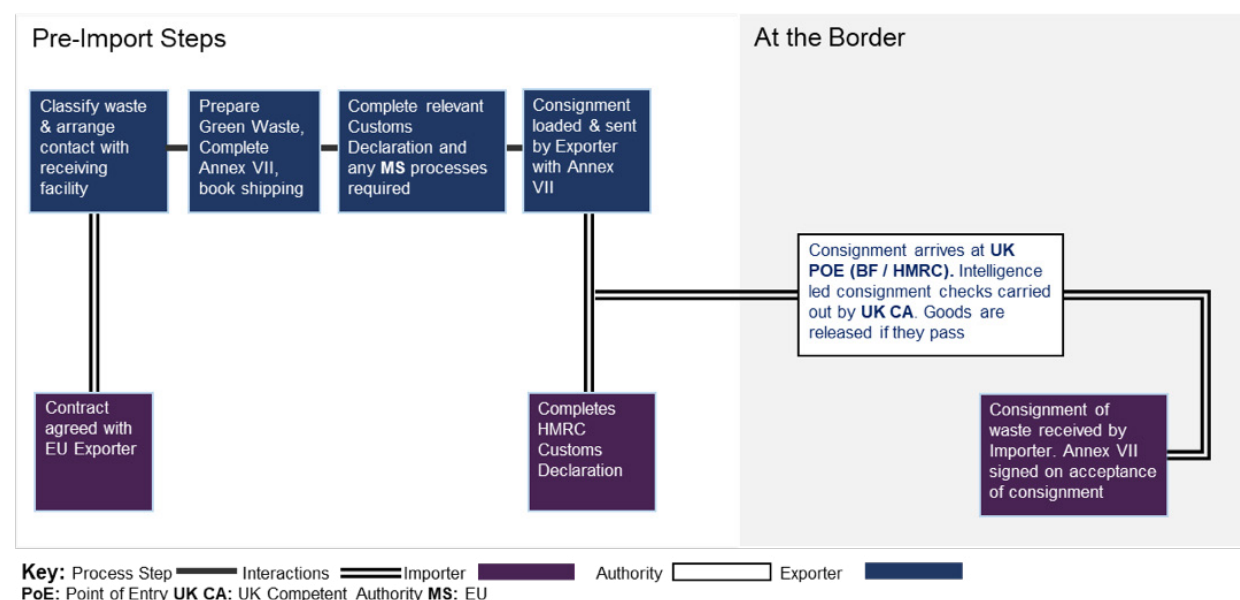 Pre-Import Steps
At the Border
Classify waste
& arrange
contact with
receiving
facility
Prepare
Green Waste,
Complete
Annex VII,
book shipping
Complete relevant
Customs
Declaration and
any MS processes
required
Consignment
loaded & sent
by Exporter
with Annex
VII
Consignment arrives at UK
POE (BF / HMRC). Intelligence
led consignment checks carried
out by UK CA. Goods are
released if they pass
Contract
agreed with
EU Exporter
Completes
HMRC
Customs
Declaration
Consignment of
waste received by
Importer. Annex VII
signed on acceptance
of consignment
Key: Process Step Interactions Importer Authority Exporter
PoE: Point of Entry UK CA: UK Competent Authority MS: EU